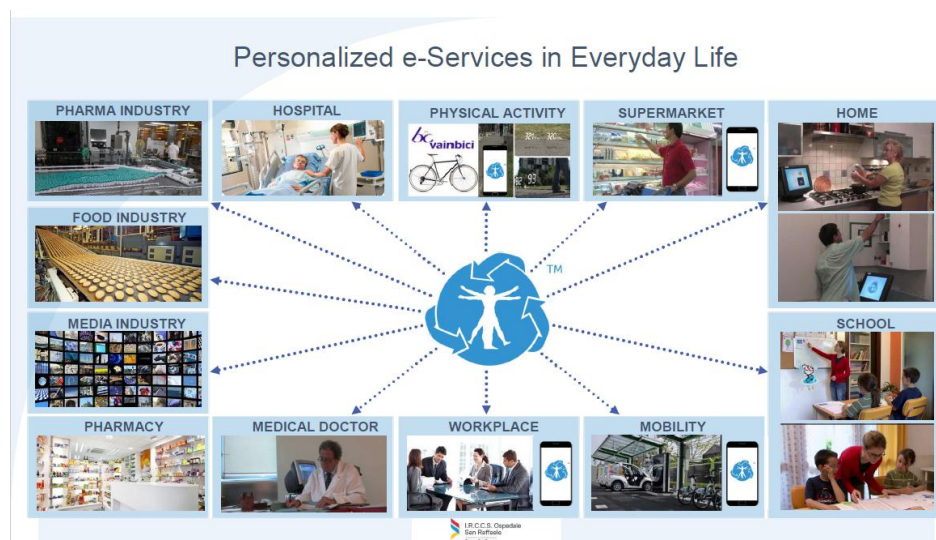 Personalized e-Services in Everyday Life
PHARMA INDUSTRY
HOSPITAL
PHYSICAL ACTIVITY
SUPERMARKET
HOME
bc
vainbici
FOOD INDUSTRY
TM
MEDIA INDUSTRY
SCHOOL
PHARMACY
MEDICAL DOCTOR
WORKPLACE
MOBILITY
I.R.C.C.S. Ospedale
San Raffaele